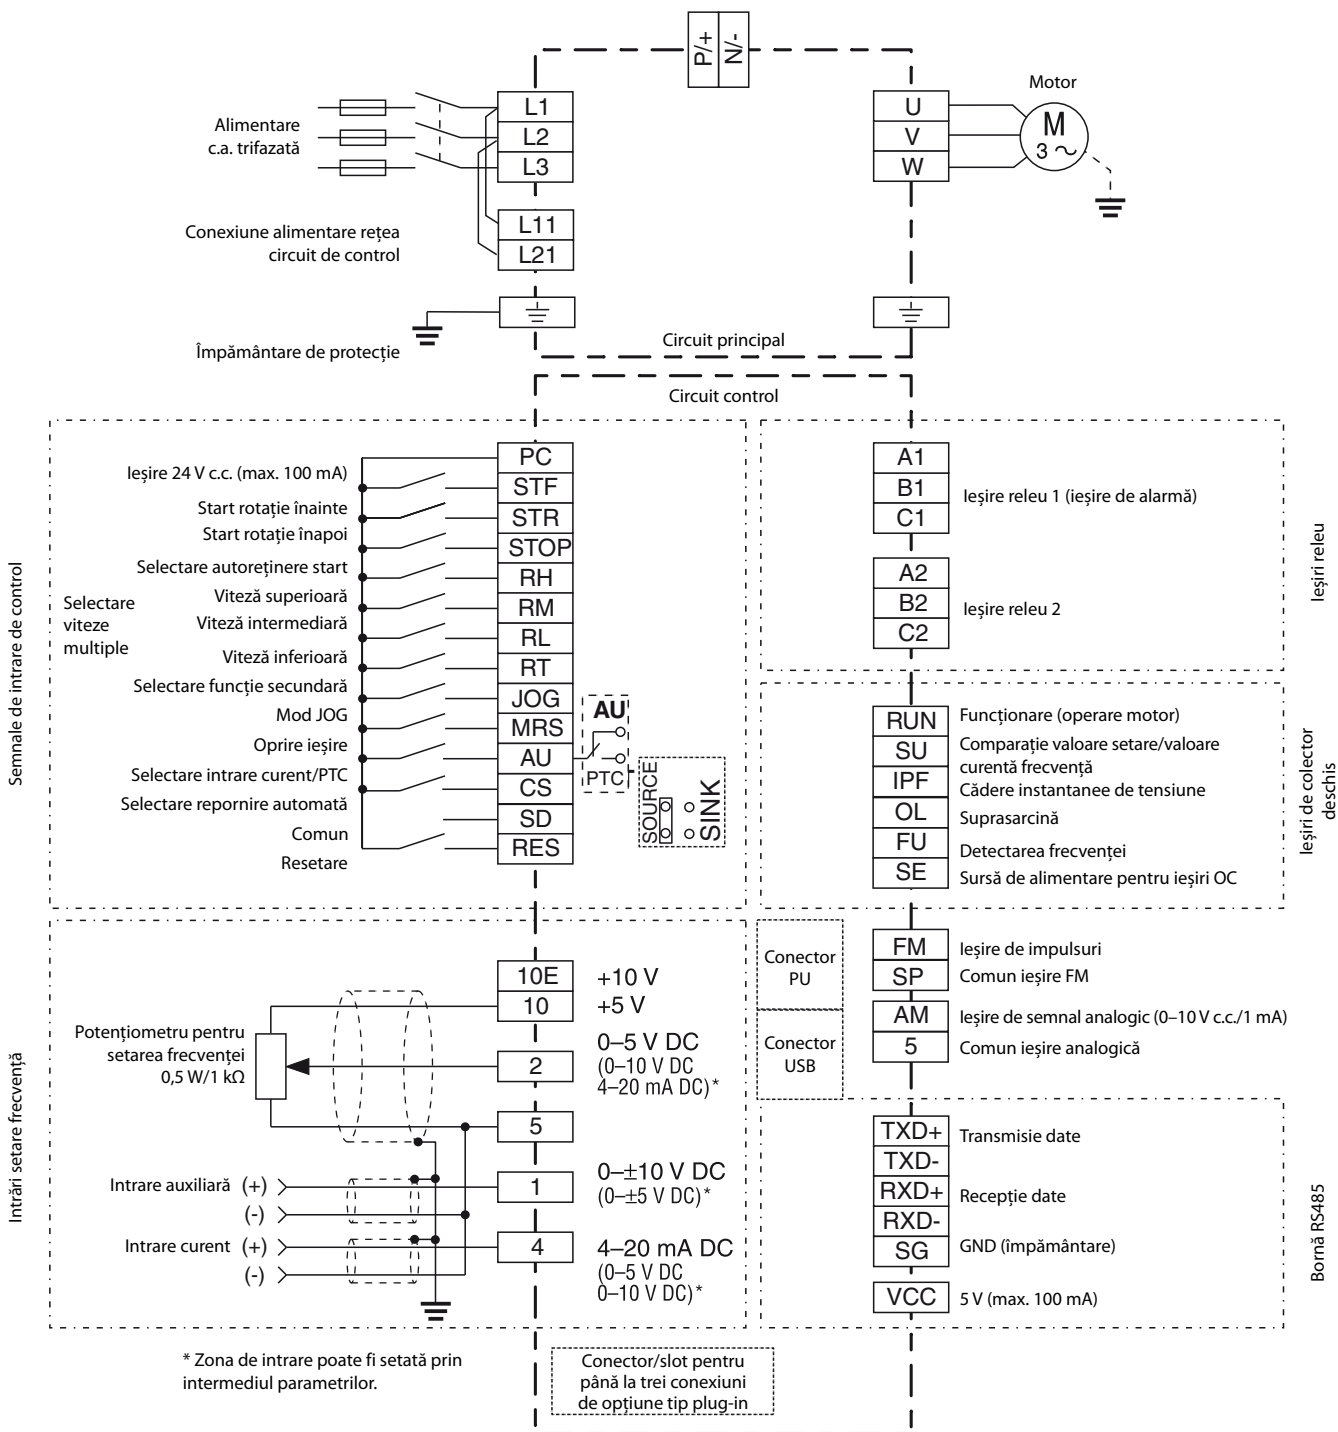 P/+
N/-
Motor
Alimentare
c.a. trifazată
L1
L2
L3
U
V
W
M
3 ~
Conexiune alimentare rețea
circuit de control
L11
L21
Împământare de protecție
Circuit principal
Circuit control
Semnale de intrare de control
Selectare
viteze
multiple
Ieșire 24 V c.c. (max. 100 mA)
Start rotație înainte
Start rotație înapoi
Selectare autoreținere start
Viteză superioară
Viteză intermediară
Viteză inferioară
Selectare funcție secundară
Mod JOG
Oprire ieșire
Selectare intrare curent/PTC
Selectare repornire automată
Comun
Resetare
PC
STF
STR
STOP
RH
RM
RL
RT
JOG
MRS
AU
CS
SD
RES
AU
PTC
SOURCE
SINK
A1
B1
C1
Ieșire releu 1 (ieșire de alarmă)
A2
B2
C2
Ieșire releu 2
Ieșiri releu
RUN
SU
IPF
OL
FU
SE
Funcționare (operare motor)
Comparație valoare setare/valoare
curentă frecvență
Cădere instantanee de tensiune
Suprasarcină
Detectarea frecvenței
Sursă de alimentare pentru ieșiri OC
Ieșiri de colector
deschis
Intrări setare frecvență
Potențiometru pentru
setarea frecvenței
0,5 W/1 kΩ
10E
+10 V
10
+5 V
2
0–5 V DC
(0–10 V DC
4–20 mA DC)*
5
Intrare auxiliară (+)
(-)
1
0–±10 V DC
(0–±5 V DC)*
Intrare curent (+)
(-)
4
4–20 mA DC
(0–5 V DC
0–10 V DC)*
Conector
PU
Conector
USB
FM
Ieșire de impulsuri
SP
Comun ieșire FM
AM
Ieșire de semnal analogic (0–10 V c.c./1 mA)
5
Comun ieșire analogică
TXD+
Transmisie date
TXD-
RXD+
Recepție date
RXD-
SG
GND (împământare)
VCC
5 V (max. 100 mA)
Bornă RS485
* Zona de intrare poate fi setată prin
intermediul parametrilor.
Conector/slot pentru
până la trei conexiuni
de opțiune tip plug-in